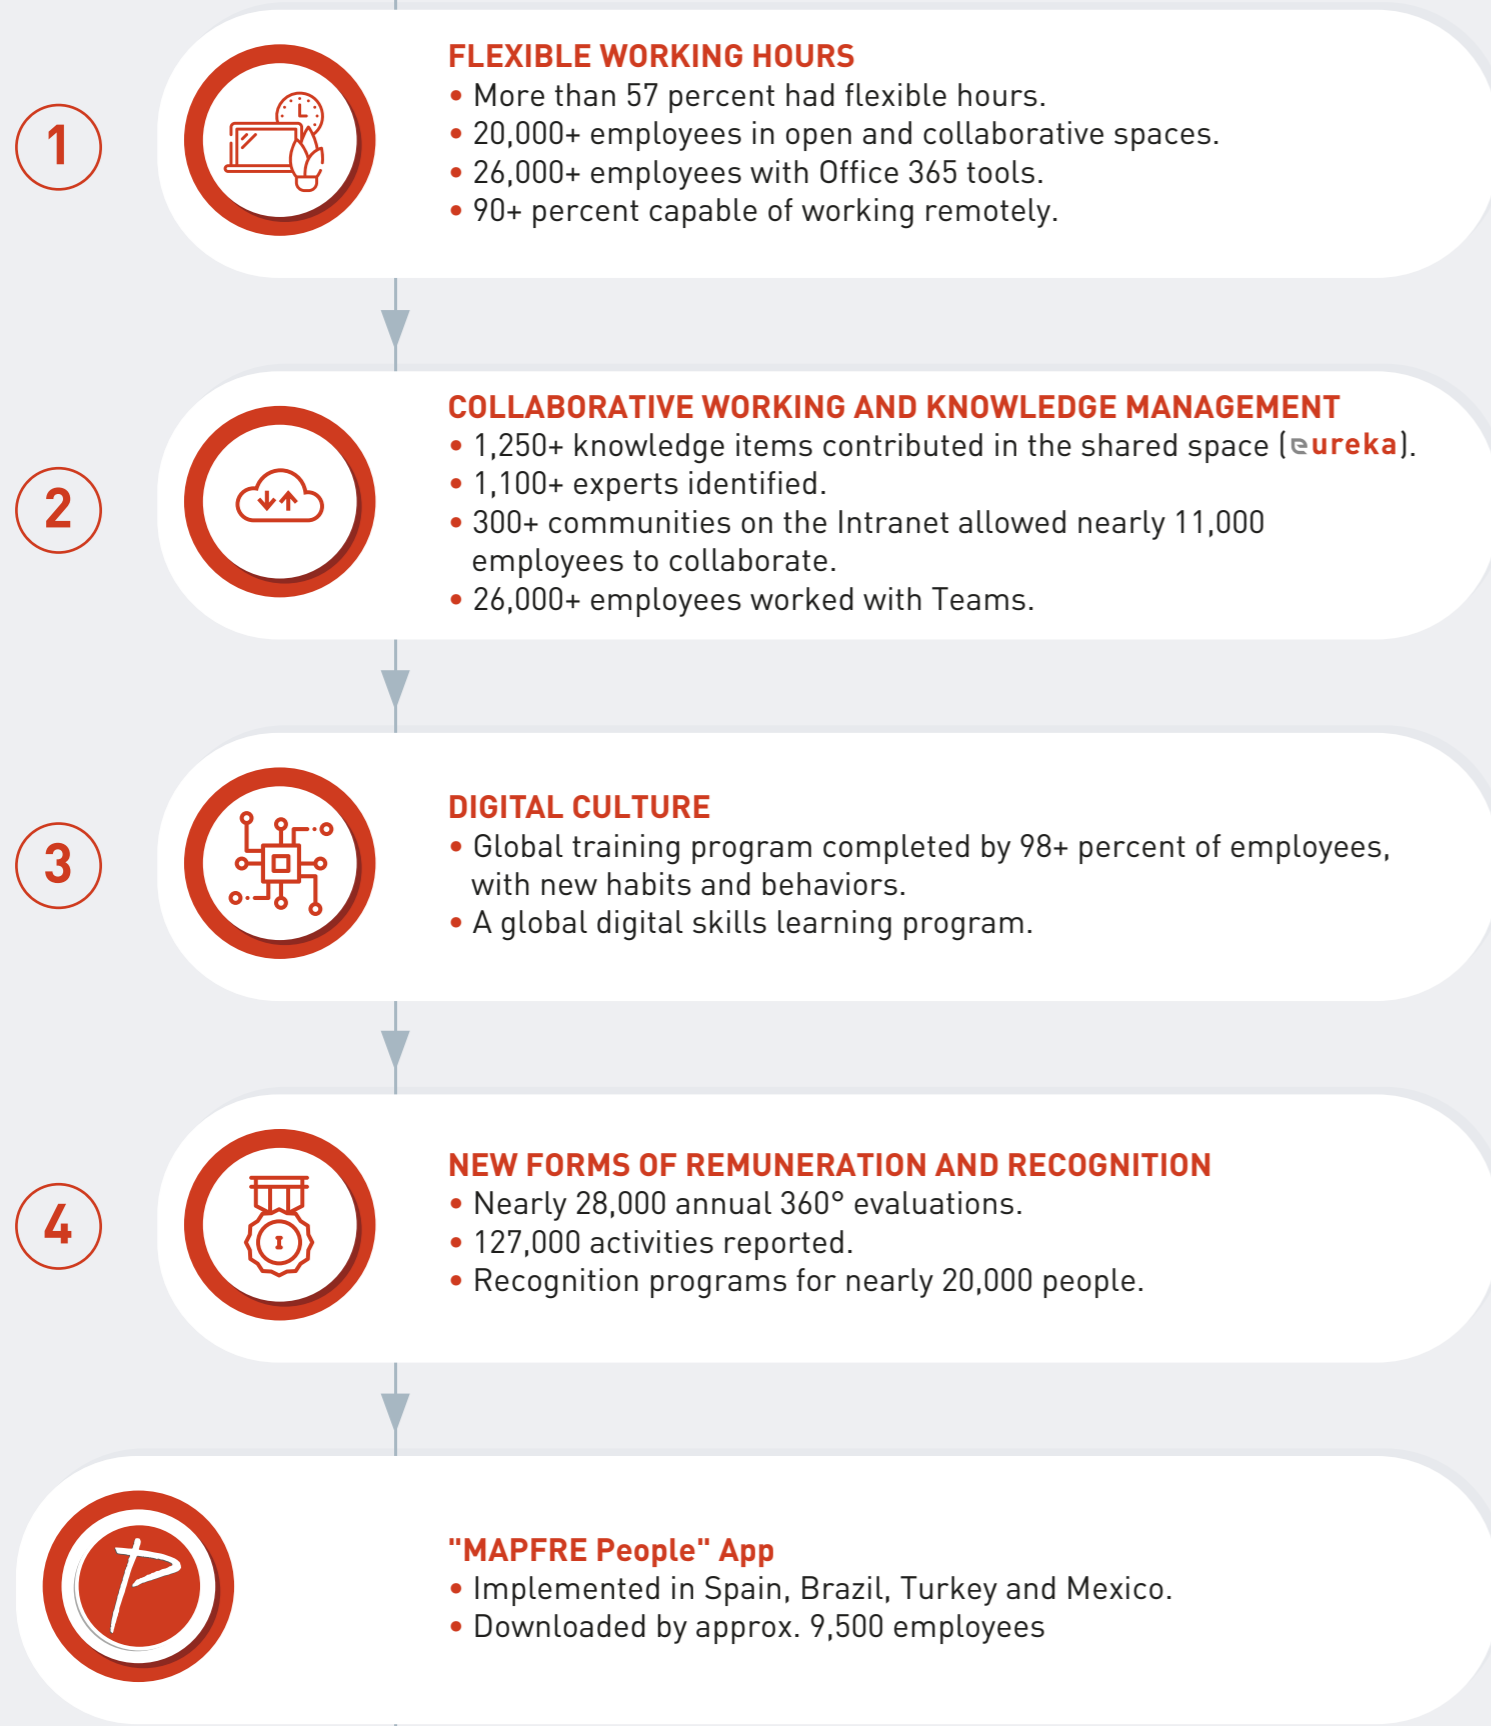 1
FLEXIBLE WORKING HOURS
• More than 57 percent had flexible hours.
• 20,000+ employees in open and collaborative spaces.
• 26,000+ employees with Office 365 tools.
• 90+ percent capable of working remotely.
2
COLLABORATIVE WORKING AND KNOWLEDGE MANAGEMENT
• 1,250+ knowledge items contributed in the shared space (eureka).
• 1,100+ experts identified.
• 300+ communities on the Intranet allowed nearly 11,000
employees to collaborate.
• 26,000+ employees worked with Teams.
3
DIGITAL CULTURE
• Global training program completed by 98+ percent of employees,
with new habits and behaviors.
• A global digital skills learning program.
4
NEW FORMS OF REMUNERATION AND RECOGNITION
• Nearly 28,000 annual 360° evaluations.
• 127,000 activities reported.
• Recognition programs for nearly 20,000 people.
P
"MAPFRE People" App
• Implemented in Spain, Brazil, Turkey and Mexico.
• Downloaded by approx. 9,500 employees